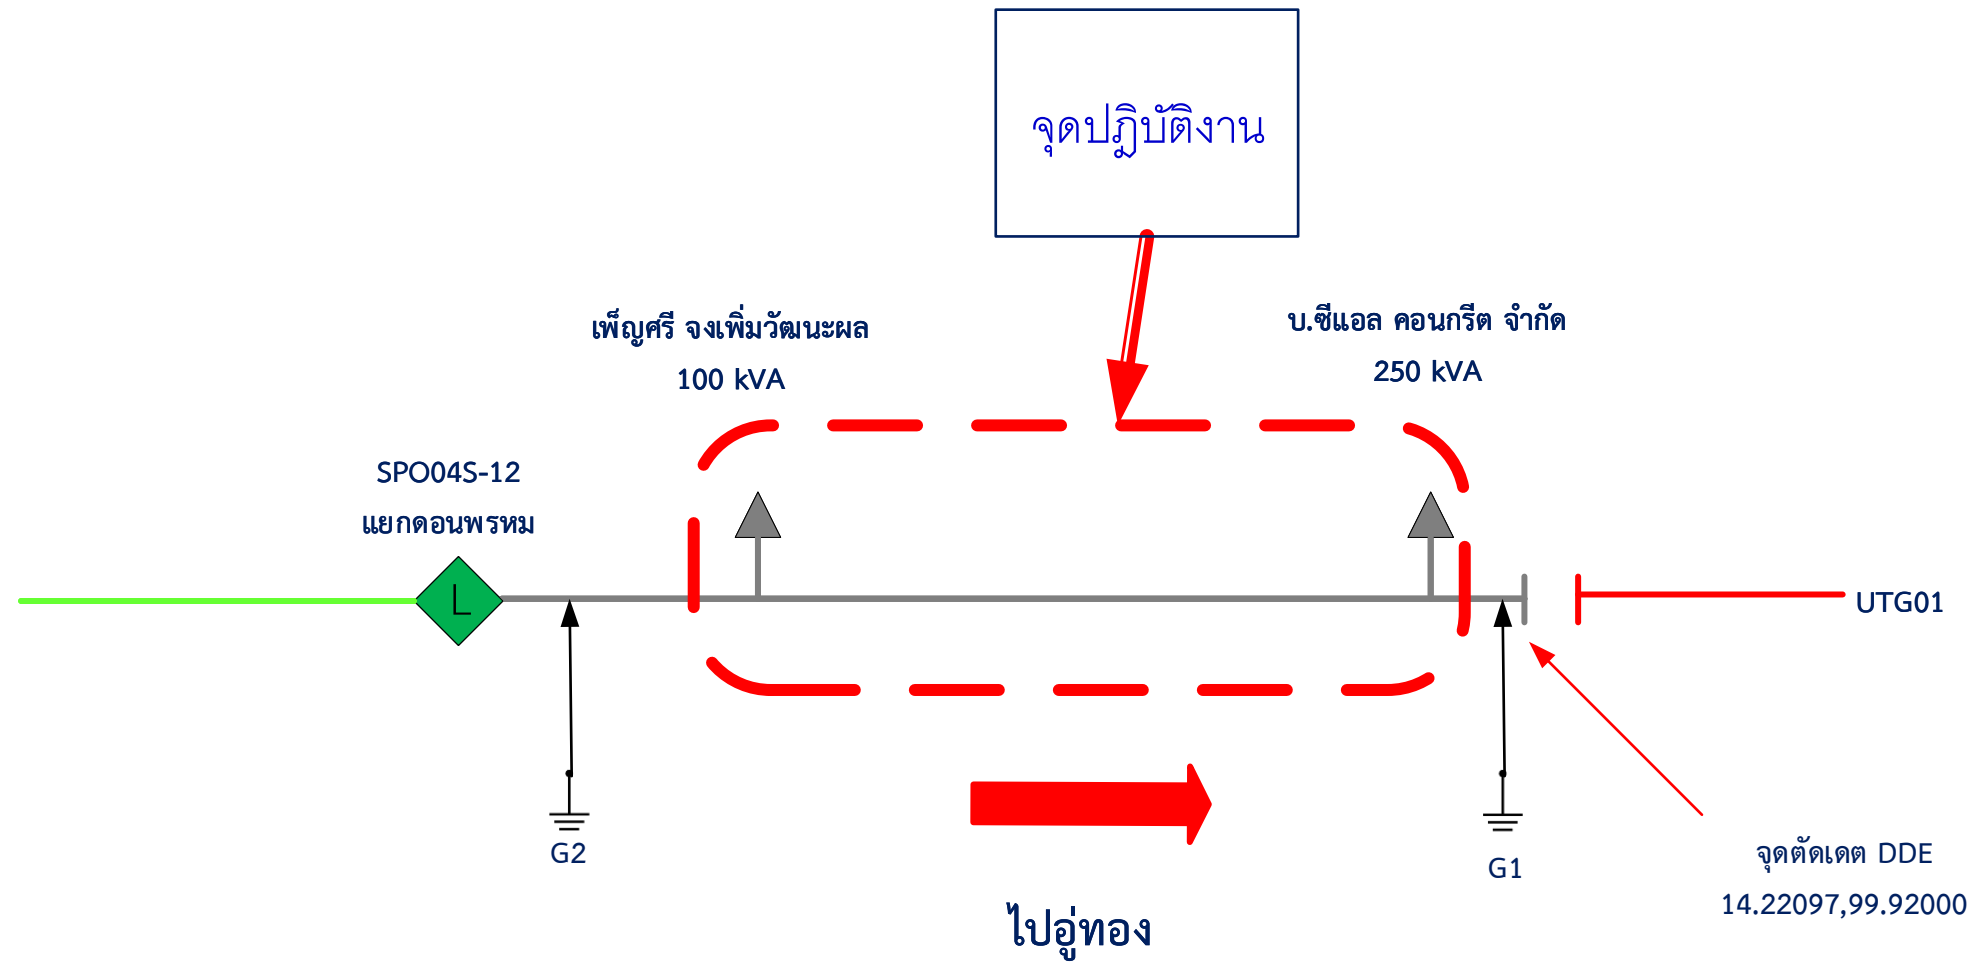 จุดปฎิบัติงาน
เพ็ญศรี จงเพิ่มวัฒนะผล
100 kVA
บ.ซีแอล คอนกรีต จำกัด
250 kVA
SPO04S-12
แยกดอนพรหม
L
UTG01
G2
G1
จุดตัดเดต DDE
14.22097,99.92000
ไปอู่ทอง